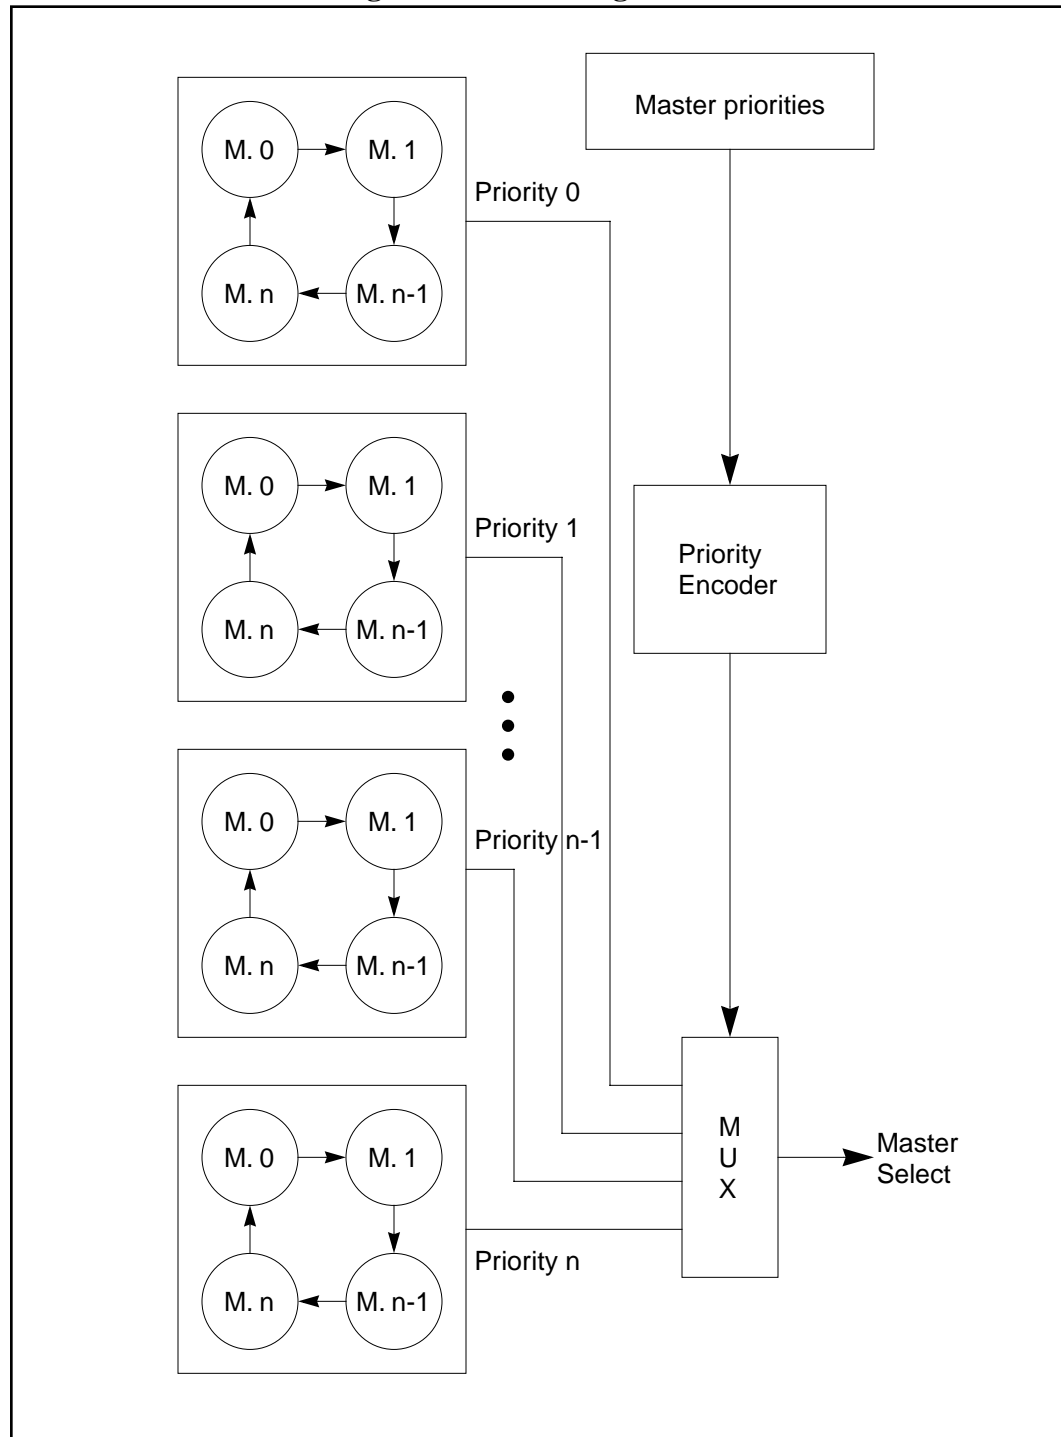 Master priorities
M. 0
M. 1
Priority 0
M. n
M. n-1
M. 0
M. 1
Priority 1
Priority
Encoder
M. n
M. n-1
M. 0
M. 1
Priority n-1
M. n
M. n-1
M
U
X
Master
Select
M. 0
M. 1
Priority n
M. n
M. n-1